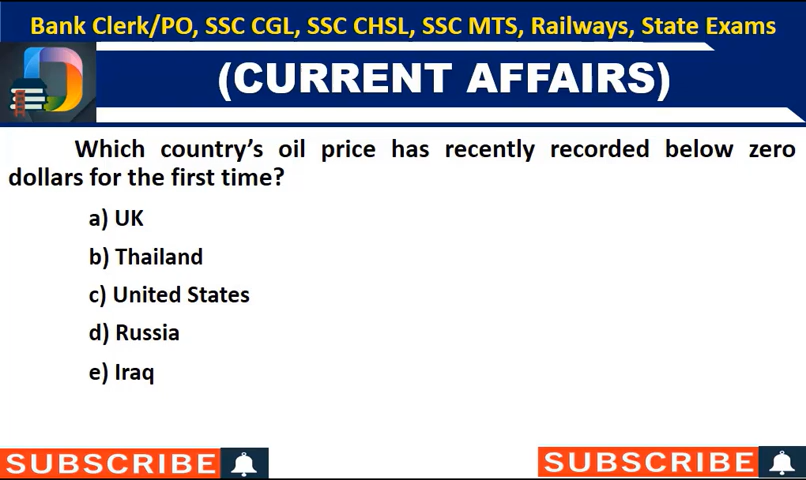 Bank Clerk/PO, SSC CGL, SSC CHSL, SSC MTS, Railways, State Exams
(CURRENT AFFAIRS)
Which country’s oil price has recently recorded below zero
dollars for the first time?
a) UK
b) Thailand
c) United States
d) Russia
e) Iraq
SUBSCRIBE
SUBSCRIBE